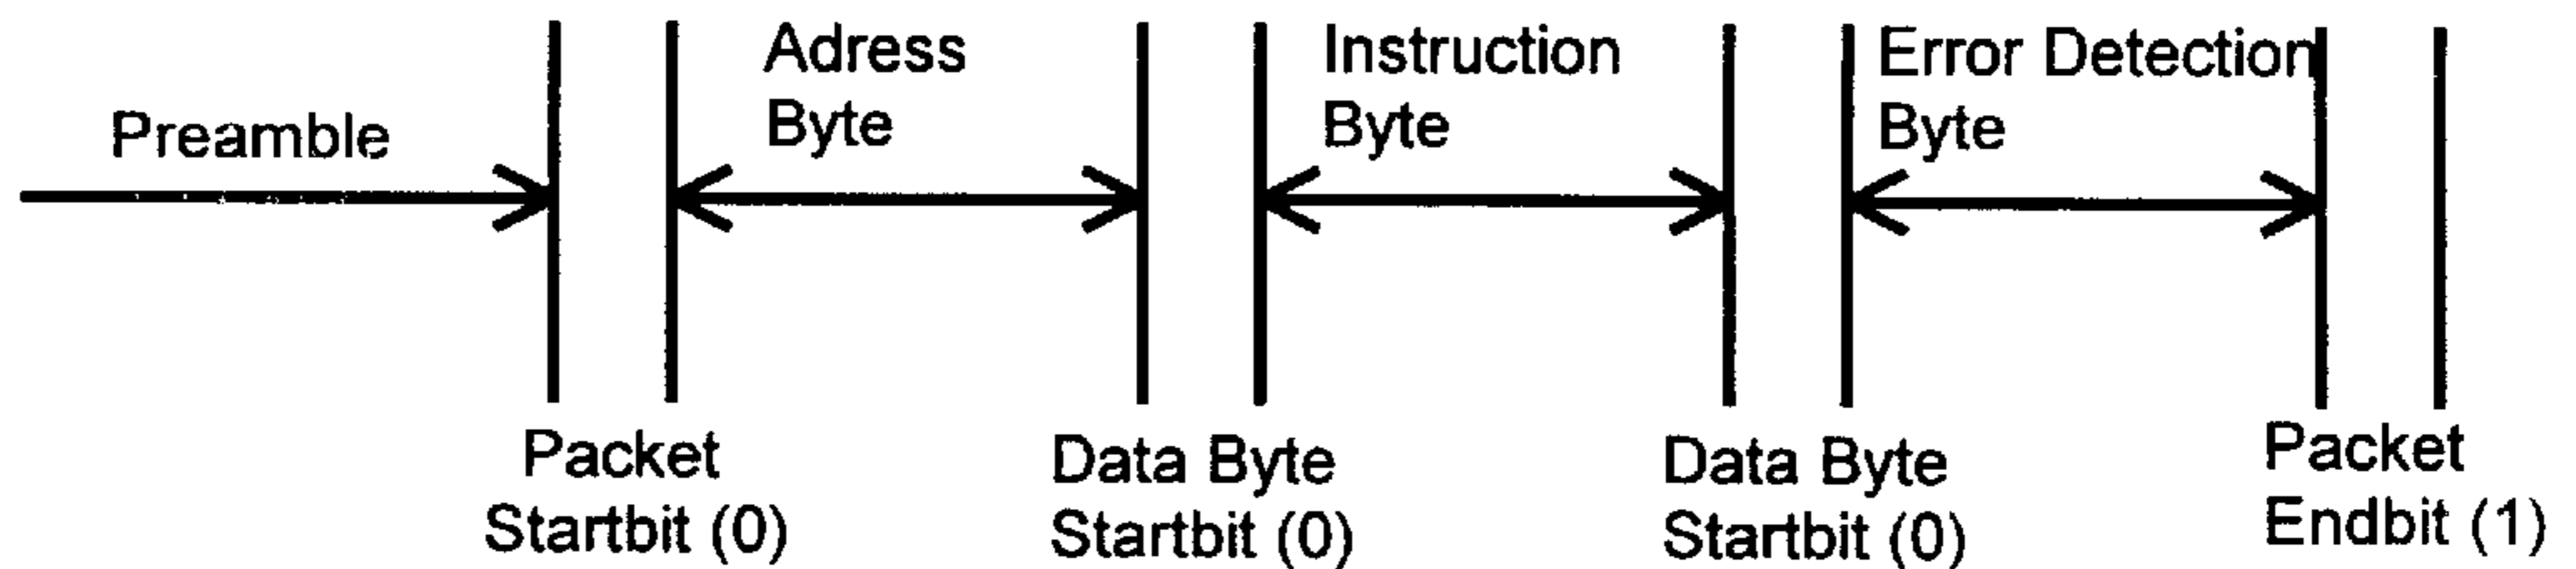 Preamble
Adress
Byte
Instruction
Byte
Error Detection
Byte
Packet
Startbit (0)
Data Byte
Startbit (0)
Data Byte
Startbit (0)
Packet
Endbit (1)